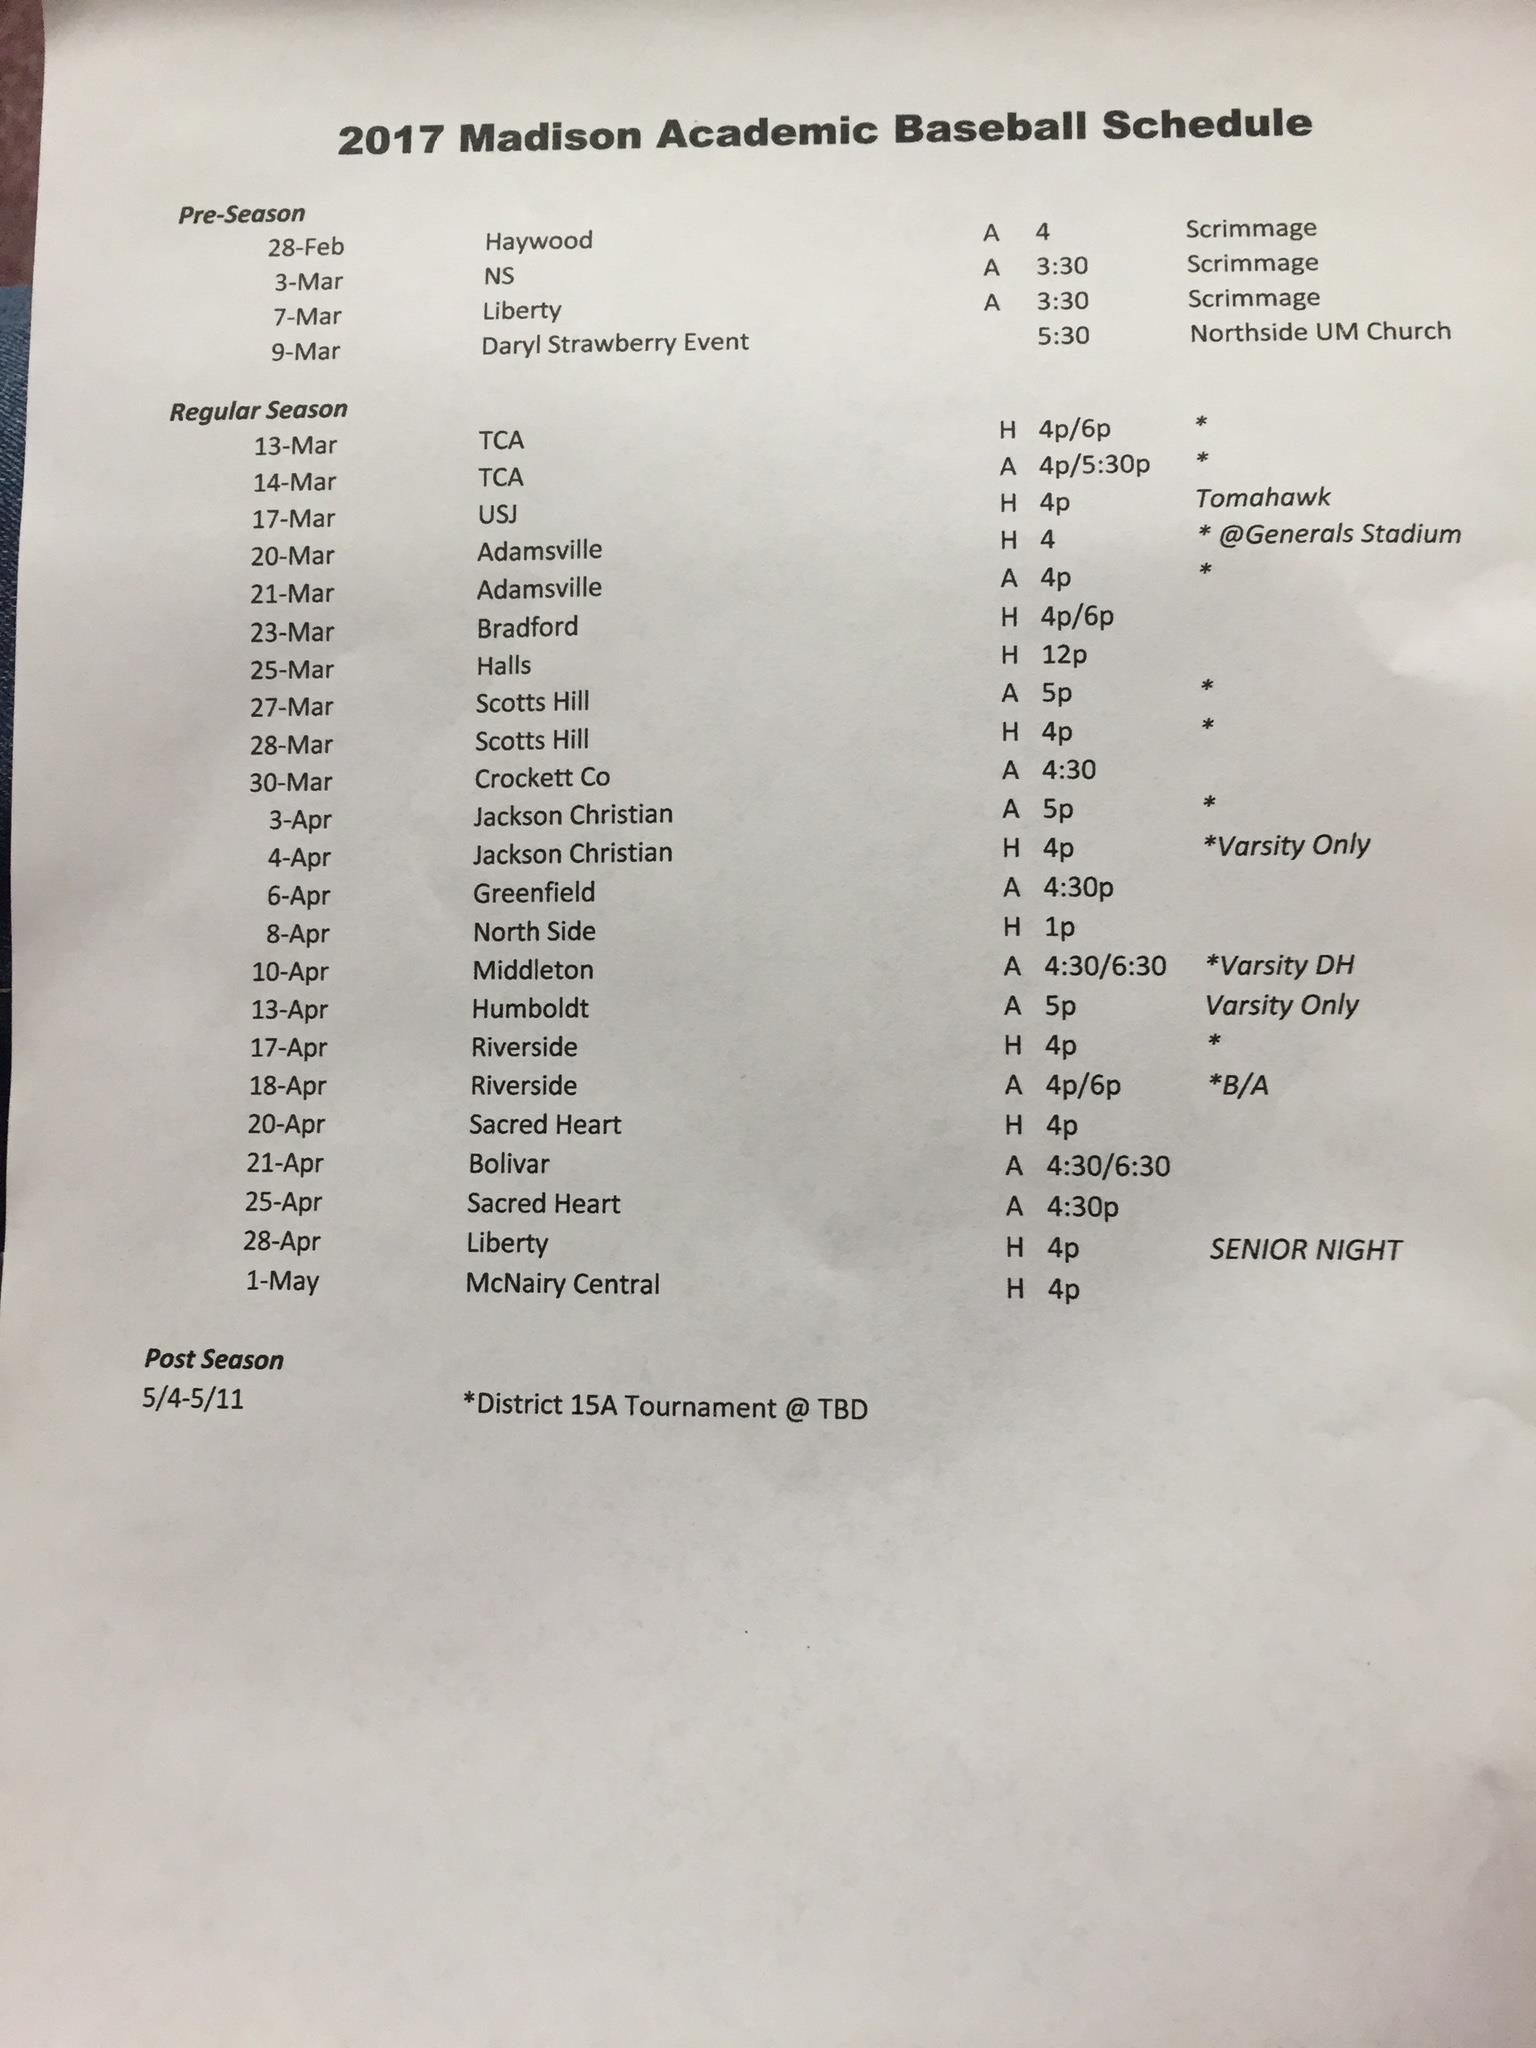 2017 Madison Academic Baseball Schedule
Pre-Season
28-Feb Haywood A 4 Scrimmage
3-Mar NS A 3:30 Scrimmage
7-Mar Liberty A 3:30 Scrimmage
9-Mar Daryl Strawberry Event 5:30 Northside UM Church
Regular Season
13-Mar TCA H 4p/6p *
14-Mar TCA A 4p/5:30p *
17-Mar USJ H 4p Tomahawk
20-Mar Adamsville H 4 * @Generals Stadium
21-Mar Adamsville A 4p *
23-Mar Bradford H 4p/6p
25-Mar Halls H 12p
27-Mar Scotts Hill A 5p *
28-Mar Scotts Hill H 4p *
30-Mar Crockett Co A 4:30
3-Apr Jackson Christian A 5p *
4-Apr Jackson Christian H 4p *Varsity Only
6-Apr Greenfield A 4:30p
8-Apr North Side H 1p
10-Apr Middleton A 4:30/6:30 *Varsity DH
13-Apr Humboldt A 5p Varsity Only
17-Apr Riverside H 4p *
18-Apr Riverside A 4p/6p *B/A
20-Apr Sacred Heart H 4p
21-Apr Bolivar A 4:30/6:30
25-Apr Sacred Heart A 4:30p
28-Apr Liberty H 4p SENIOR NIGHT
1-May McNairy Central H 4p
Post Season
5/4-5/11 *District 15A Tournament @ TBD